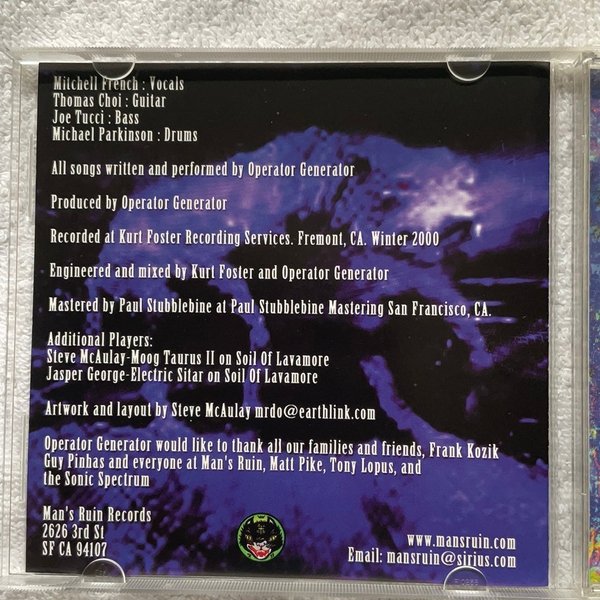 Mitchell French : Vocals
Thomas Choi : Guitar
Joe Tucci : Bass
Michael Parkinson : Drums
All songs written and performed by Operator Generator
Produced by Operator Generator
Recorded at Kurt Foster Recording Services. Fremont, CA. Winter 2000
Engineered and mixed by Kurt Foster and Operator Generator
Mastered by Paul Stubblebine at Paul Stubblebine Mastering San Francisco, CA.
Additional Players:
Steve McAulay-Moog Taurus II on Soil Of Lavamore
Jasper George-Electric Sitar on Soil Of Lavamore
Artwork and layout by Steve McAulay mrdo@earthlink.com
Operator Generator would like to thank all our families and friends, Frank Kozik
Guy Pinhas and everyone at Man's Ruin, Matt Pike, Tony Lopus, and
the Sonic Spectrum
Man's Ruin Records
2626 3rd St
SF CA 94107
www.mansruin.com
Email: mansruin@sirius.com